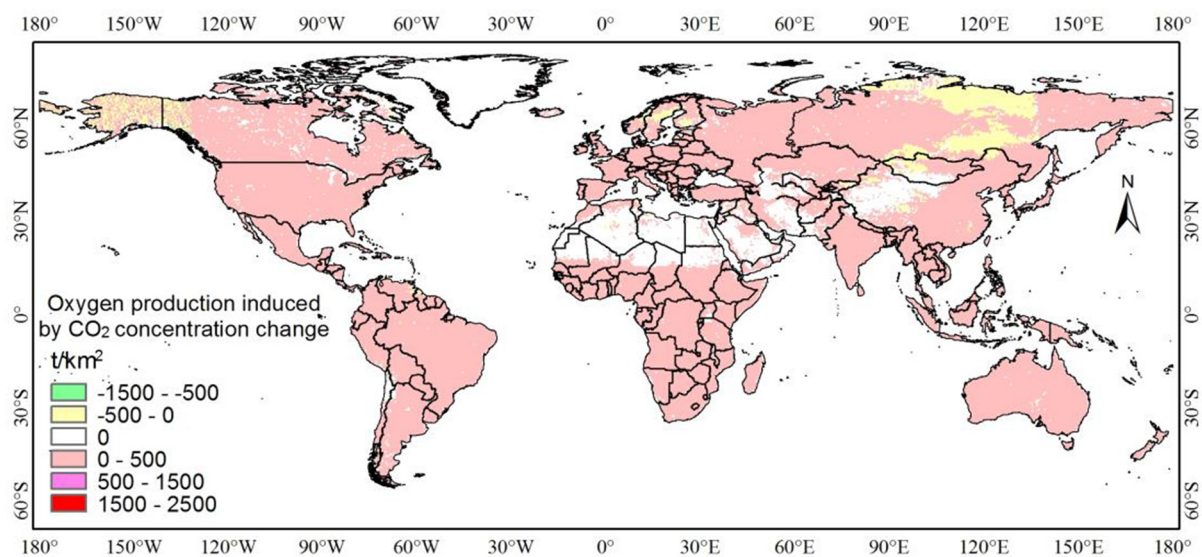 180° 150°W 120°W 90°W 60°W 30°W 0° 30°E 60°E 90°E 120°E 150°E 180°
60°N 60°N
30°N 30°N
N
Oxygen production induced
by CO₂ concentration change
0° 0°
t/km²
-1500 - -500
-500 - 0
0
30°S 30°S
0 - 500
500 - 1500
1500 - 2500
60°S 60°S
180° 150°W 120°W 90°W 60°W 30°W 0° 30°E 60°E 90°E 120°E 150°E 180°